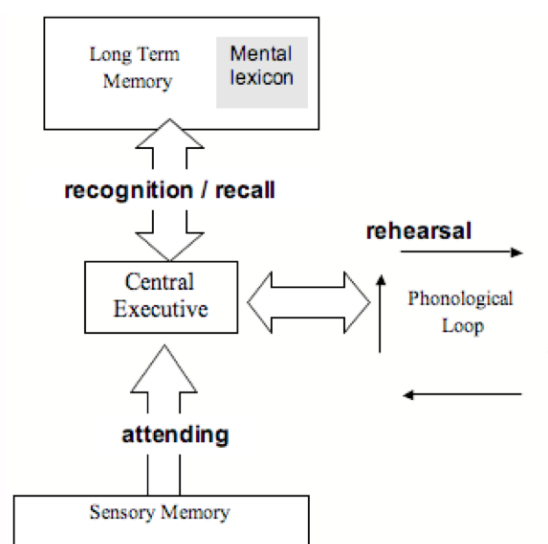 Long Term
Memory
Mental
lexicon
recognition / recall
rehearsal
Central
Executive
Phonological
Loop
attending
Sensory Memory